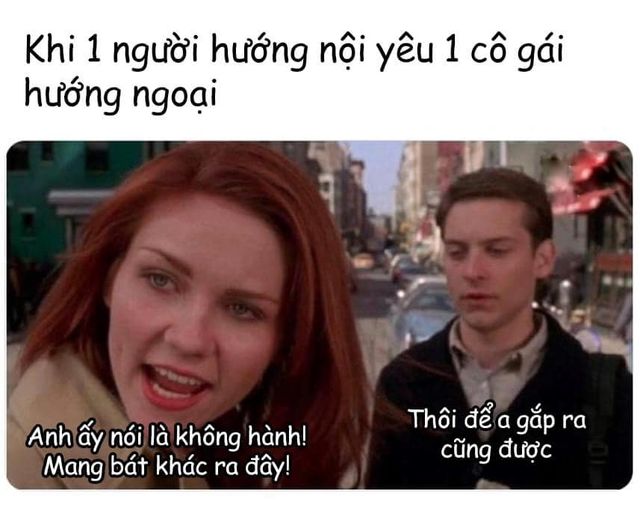 Khi 1 người hướng nội yêu 1 cô gái
hướng ngoại
Anh ấy nói là không hành!
Mang bát khác ra đây!
Thôi để a gắp ra
cũng được